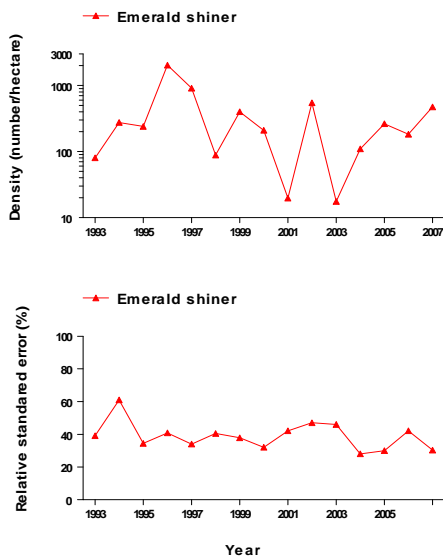 Emerald shiner
Density (number/hectare)
3000
1000
100
10
1993 1995 1997 1999 2001 2003 2005 2007
Emerald shiner
Relative standared error (%)
100
80
60
40
20
0
1993 1995 1997 1999 2001 2003 2005
Year